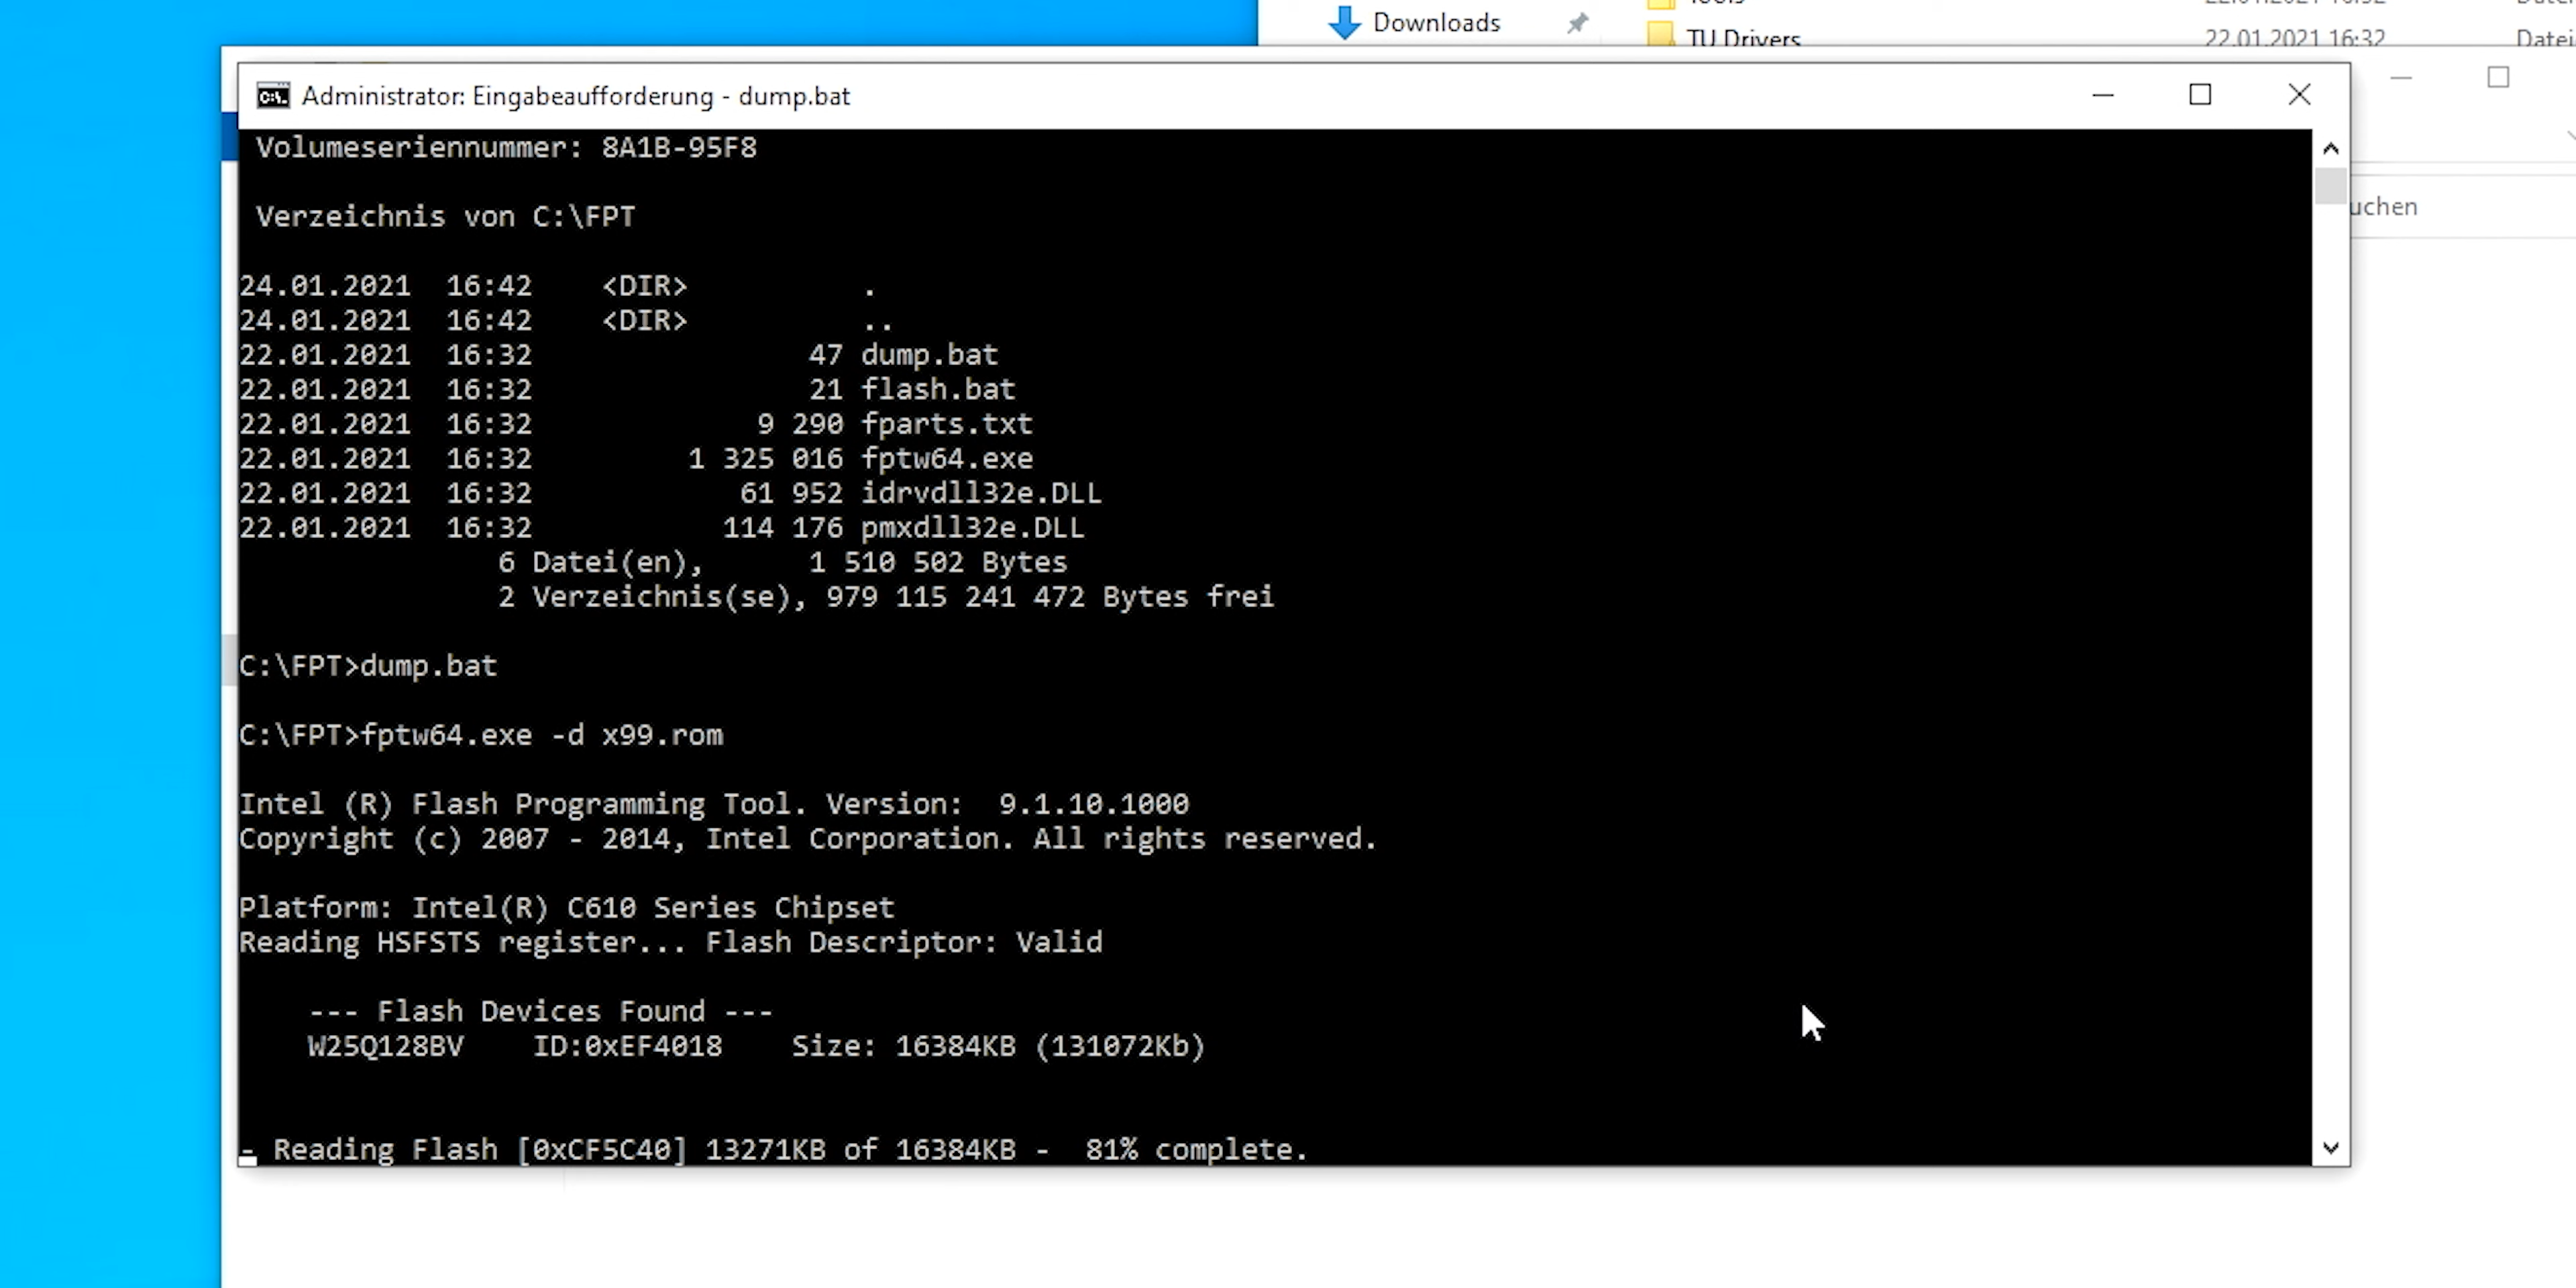 Downloads
TU Drivers 22.01.2021 16:32 Datei
Administrator: Eingabeaufforderung - dump.bat
uchen
Volumeseriennummer: 8A1B-95F8
Verzeichnis von C:\FPT
24.01.2021 16:42 <DIR> .
24.01.2021 16:42 <DIR> ..
22.01.2021 16:32 47 dump.bat
22.01.2021 16:32 21 flash.bat
22.01.2021 16:32 9 290 fparts.txt
22.01.2021 16:32 1 325 016 fptw64.exe
22.01.2021 16:32 61 952 idrvdll32e.DLL
22.01.2021 16:32 114 176 pmxdll32e.DLL
6 Datei(en), 1 510 502 Bytes
2 Verzeichnis(se), 979 115 241 472 Bytes frei
C:\FPT>dump.bat
C:\FPT>fptw64.exe -d x99.rom
Intel (R) Flash Programming Tool. Version: 9.1.10.1000
Copyright (c) 2007 - 2014, Intel Corporation. All rights reserved.
Platform: Intel(R) C610 Series Chipset
Reading HSFSTS register... Flash Descriptor: Valid
--- Flash Devices Found ---
W25Q128BV ID:0xEF4018 Size: 16384KB (131072Kb)
- Reading Flash [0xCF5C40] 13271KB of 16384KB - 81% complete.